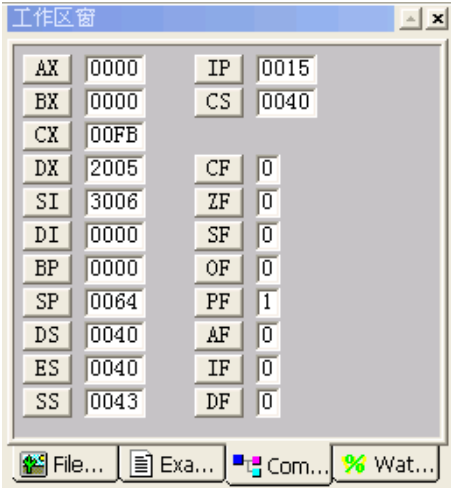 工作区窗
AX 0000 IP 0015
BX 0000 CS 0040
CX 00FB
DX 2005 CF 0
SI 3006 ZF 0
DI 0000 SF 0
BP 0000 OF 0
SP 0064 PF 1
DS 0040 AF 0
ES 0040 IF 0
SS 0043 DF 0
File... Exa... Com... % Wat...